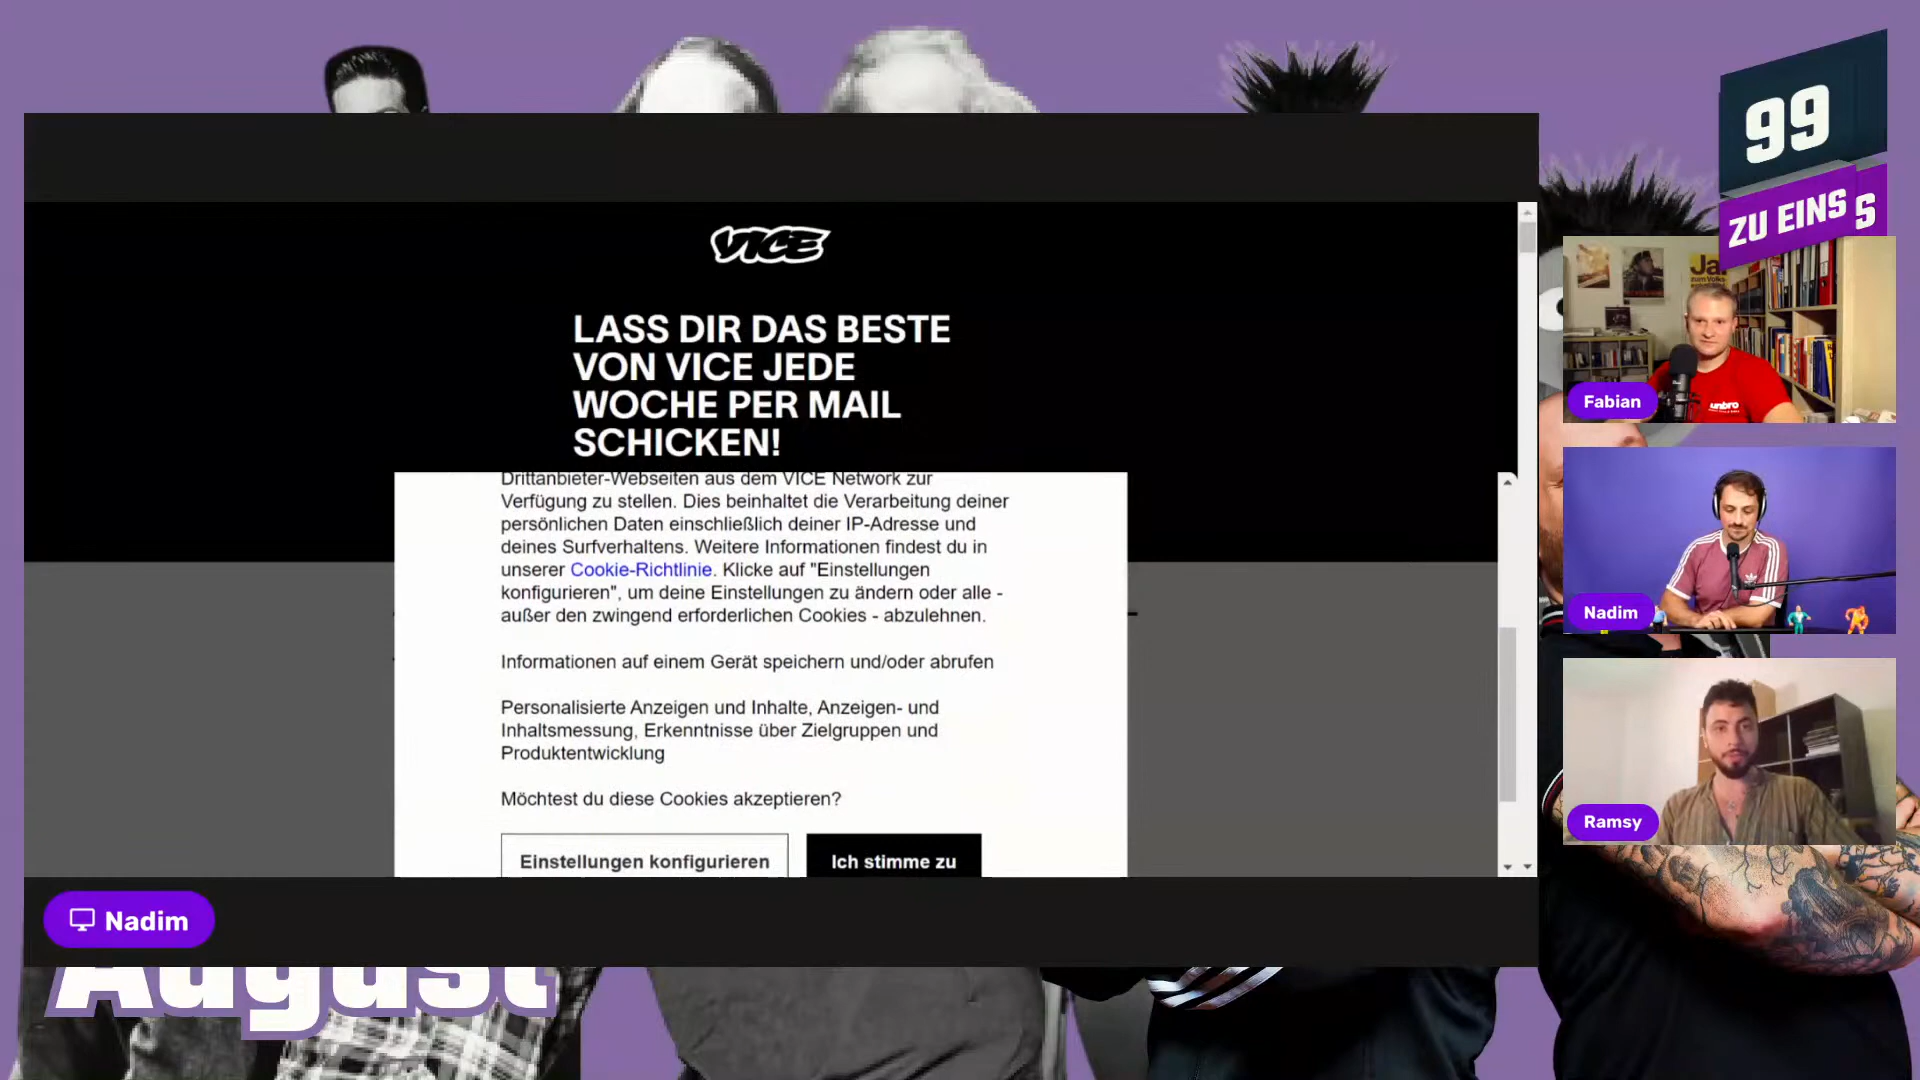 VICE
LASS DIR DAS BESTE
VON VICE JEDE
WOCHE PER MAIL
SCHICKEN!
Drittanbieter-Webseiten aus dem VICE Network zur
Verfügung zu stellen. Dies beinhaltet die Verarbeitung deiner
persönlichen Daten einschließlich deiner IP-Adresse und
deines Surfverhaltens. Weitere Informationen findest du in
unserer Cookie-Richtlinie. Klicke auf "Einstellungen
konfigurieren", um deine Einstellungen zu ändern oder alle -
außer den zwingend erforderlichen Cookies - abzulehnen.
Informationen auf einem Gerät speichern und/oder abrufen
Personalisierte Anzeigen und Inhalte, Anzeigen- und
Inhaltsmessung, Erkenntnisse über Zielgruppen und
Produktentwicklung
Möchtest du diese Cookies akzeptieren?
Einstellungen konfigurieren
Ich stimme zu
Nadim
August
99
ZU EINS
S
Ja
zum Volks
unbro
Fabian
Nadim
Ramsy